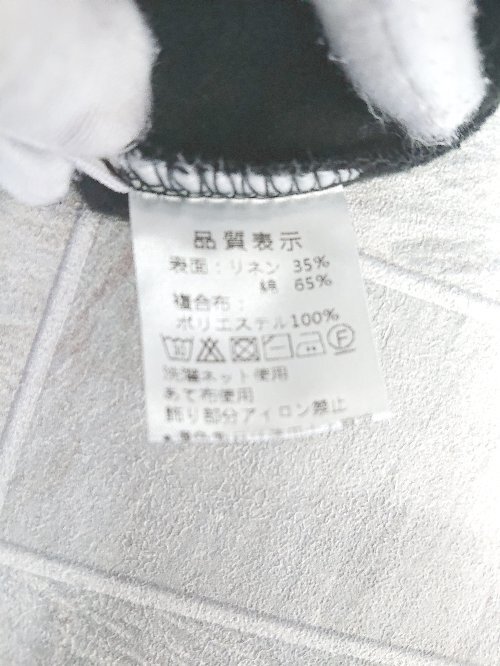 品質表示
表面：リネン 35%
綿 65%
複合布：
ポリエステル100%
洗濯ネット使用
あて布使用
飾り部分アイロン禁止